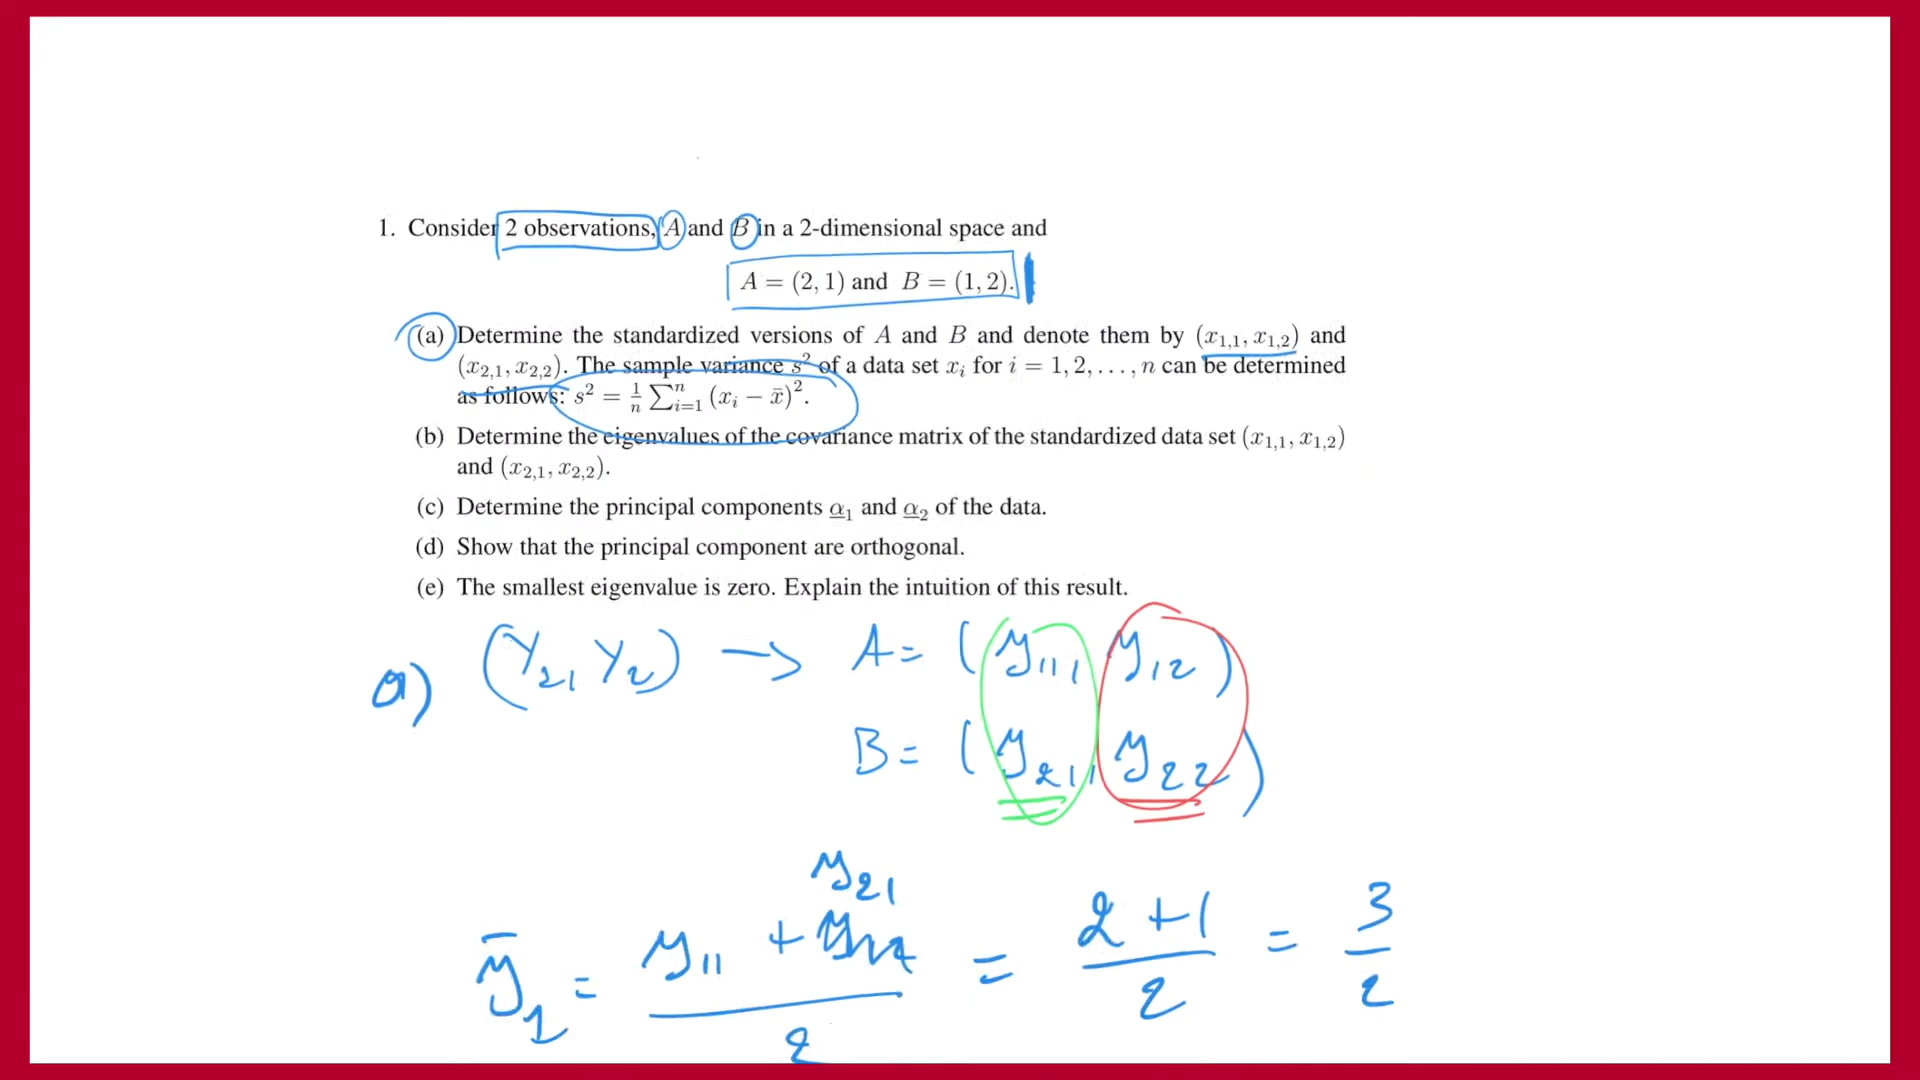 1. Consider 2 observations, A and B in a 2-dimensional space and
A = (2, 1) and B = (1, 2).
(a) Determine the standardized versions of A and B and denote them by (x₁,₁, x₁,₂) and
(x₂,₁, x₂,₂). The sample variance s² of a data set xᵢ for i = 1, 2, . . . , n can be determined
as follows: s² = 1/n ∑ⁿᵢ₌₁ (xᵢ − x̄)².
(b) Determine the eigenvalues of the covariance matrix of the standardized data set (x₁,₁, x₁,₂)
and (x₂,₁, x₂,₂).
(c) Determine the principal components α₁ and α₂ of the data.
(d) Show that the principal component are orthogonal.
(e) The smallest eigenvalue is zero. Explain the intuition of this result.
a) (Y₂₁ Y₂) → A = (y₁₁, y₁₂)
B = (y₂₁, y₂₂)
y₂₁
ȳ₁ = y₁₁ + / 2 = 2 + 1 / 2 = 3 / 2